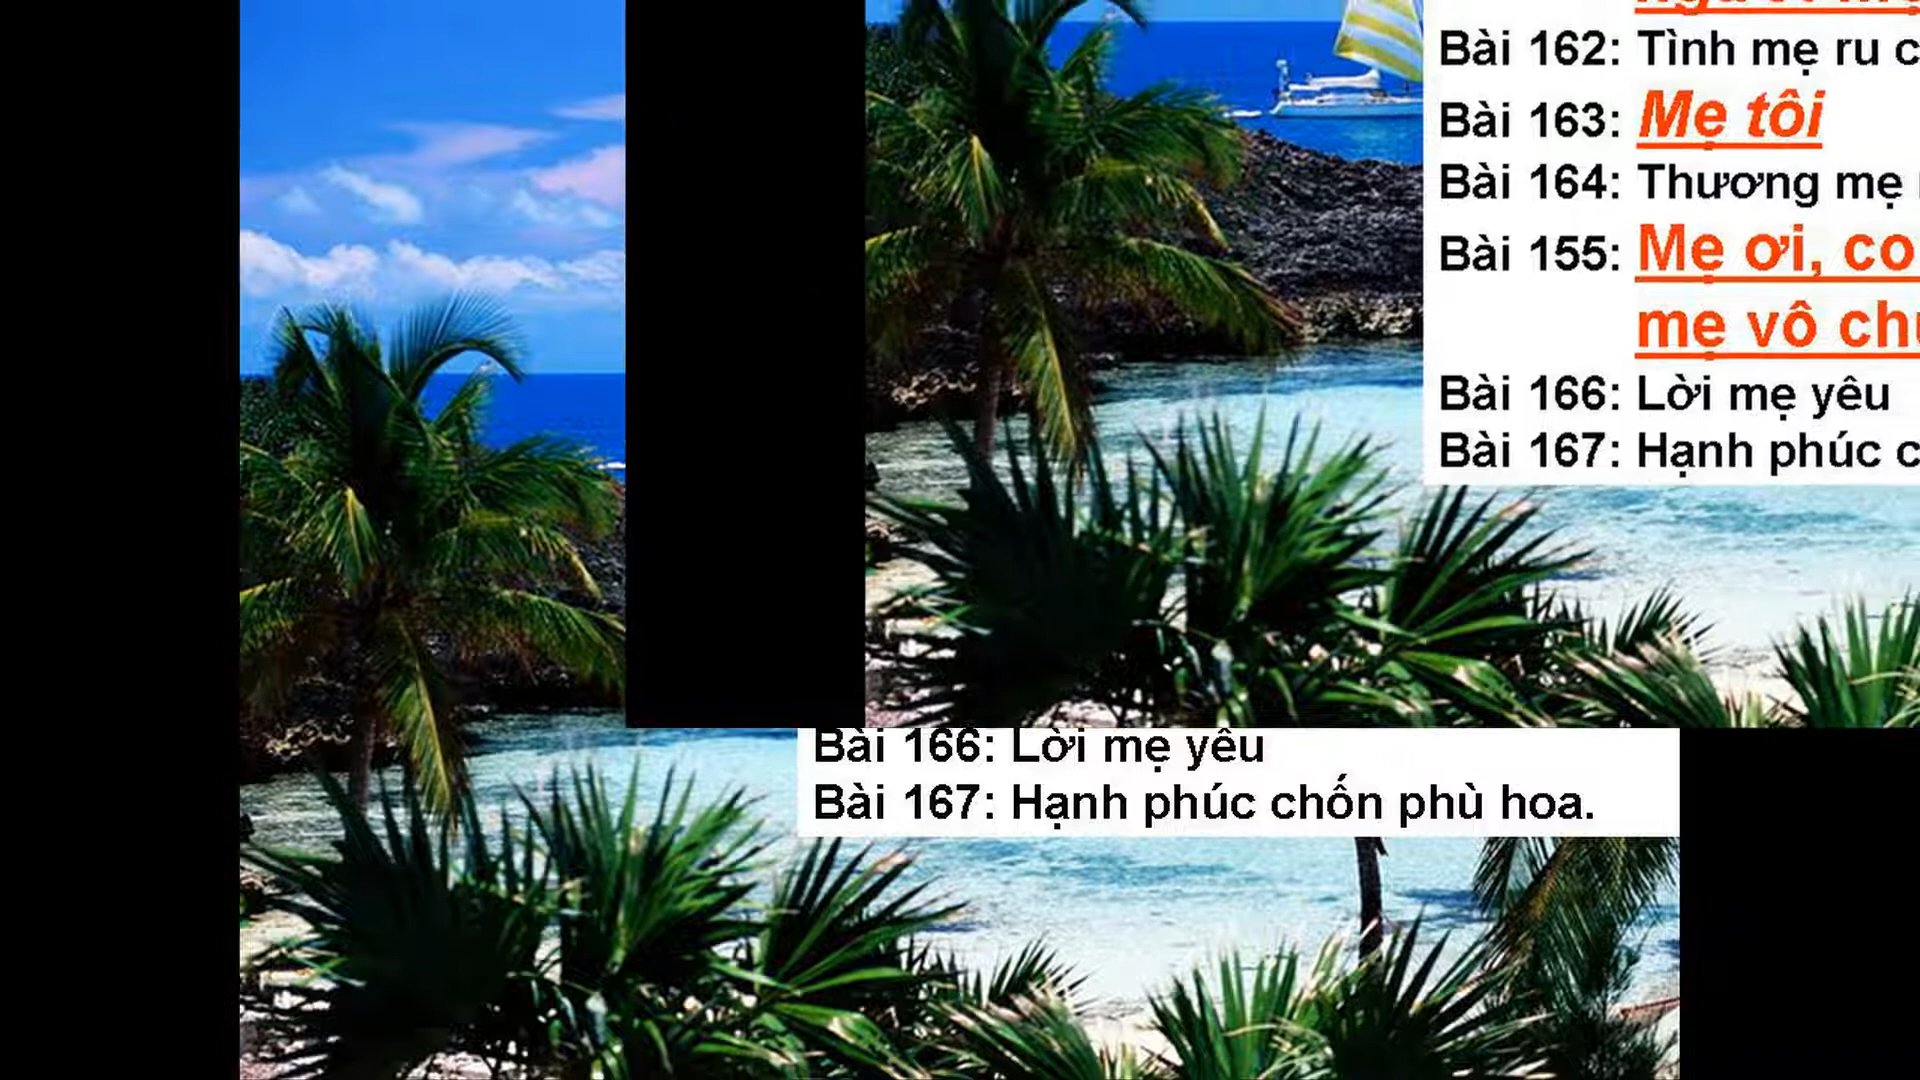 Bài 162: Tình mẹ ru
Bài 163: Mẹ tôi
Bài 164: Thương mẹ
Bài 155: Mẹ ơi,
mẹ vô
Bài 166: Lời mẹ yêu
Bài 167: Hạnh phúc
Bài 166: Lời mẹ yêu
Bài 167: Hạnh phúc chốn phù hoa.